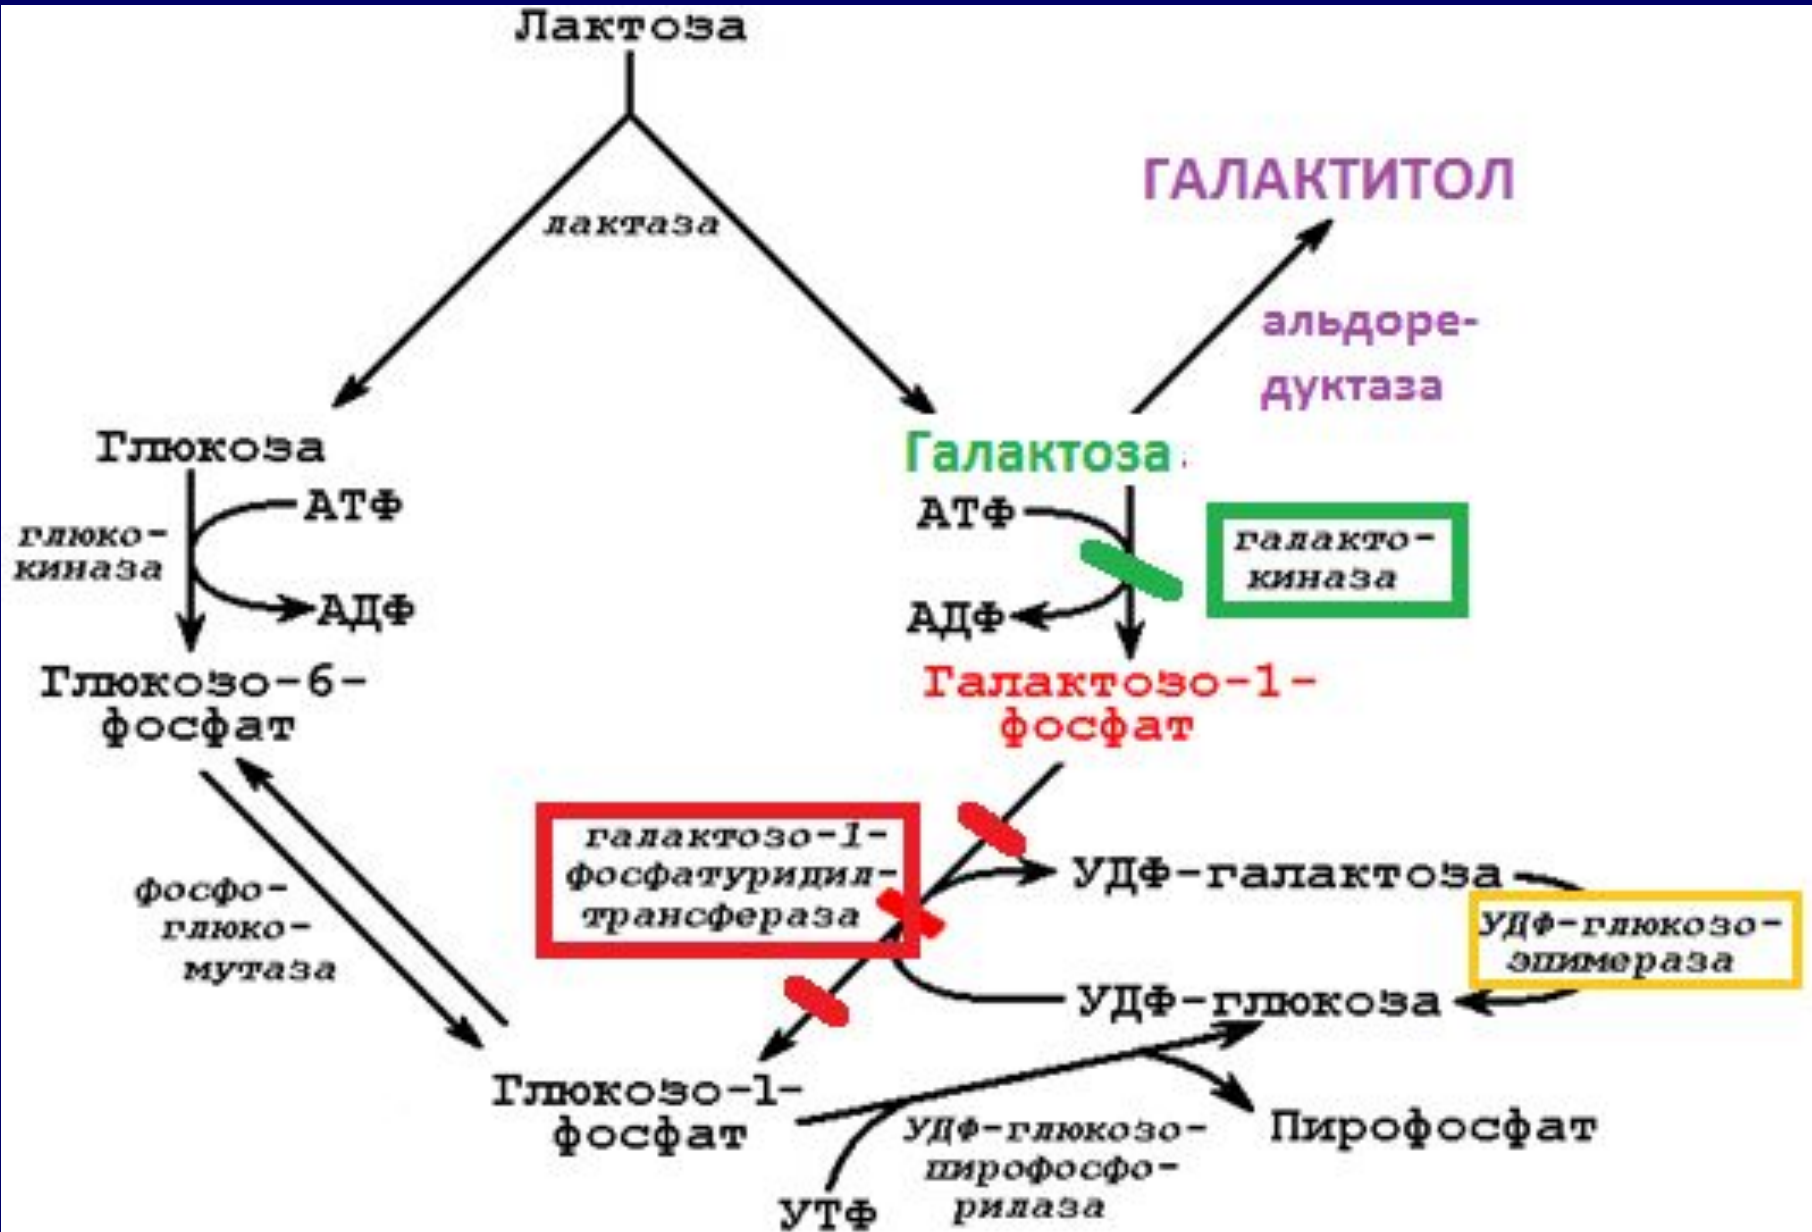 Лактоза
ГАЛАКТИТОЛ
лактаза
альдоре-
дуктаза
Глюкоза
Галактоза
АТФ
АТФ
глюко-
киназа
галакто-
киназа
АДФ
АДФ
Глюкозо-6-
фосфат
Галактозо-1-
фосфат
галактозо-1-
фосфатуридил-
трансфераза
УДФ-галактоза
фосфо-
глюко-
мутаза
УДФ-глюкозо-
эпимераза
УДФ-глюкоза
Глюкозо-1-
фосфат
УДФ-глюкозо-
пирофосфо-
рилаза
Пирофосфат
УТФ